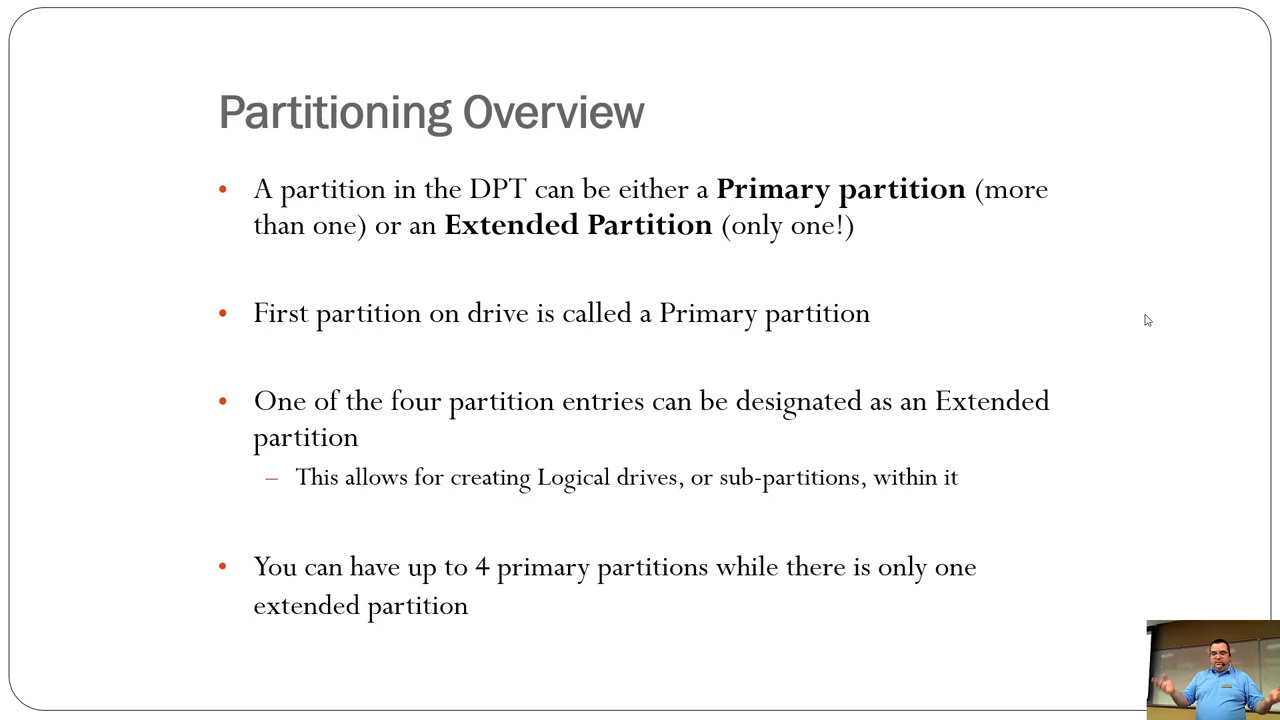 Partitioning Overview
• A partition in the DPT can be either a Primary partition (more
than one) or an Extended Partition (only one!)
• First partition on drive is called a Primary partition
• One of the four partition entries can be designated as an Extended
partition
– This allows for creating Logical drives, or sub-partitions, within it
• You can have up to 4 primary partitions while there is only one
extended partition